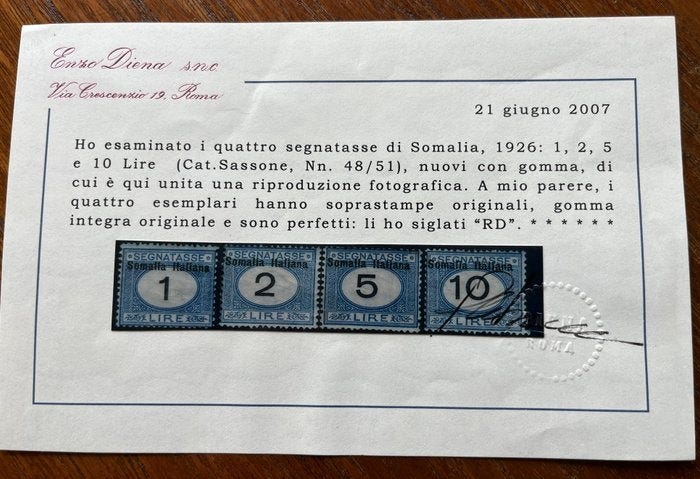 Enzo Diena s.n.c.
Via Crescenzio 19, Roma
21 giugno 2007
Ho esaminato i quattro segnatasse di Somalia, 1926: 1, 2, 5
e 10 Lire (Cat.Sassone, Nn. 48/51), nuovi con gomma, di
cui è qui unita una riproduzione fotografica. A mio parere, i
quattro esemplari hanno soprastampe originali, gomma
integra originale e sono perfetti: li ho siglati “RD”. * * * * * *
SEGNATASSE SEGNATASSE SEGNATASSE SEGNATASSE
Somalia Italiana Somalia Italiana Somalia Italiana Somalia Italiana
1 2 5 10
LIRE LIRE LIRE LIRE
DIENA
ROMA